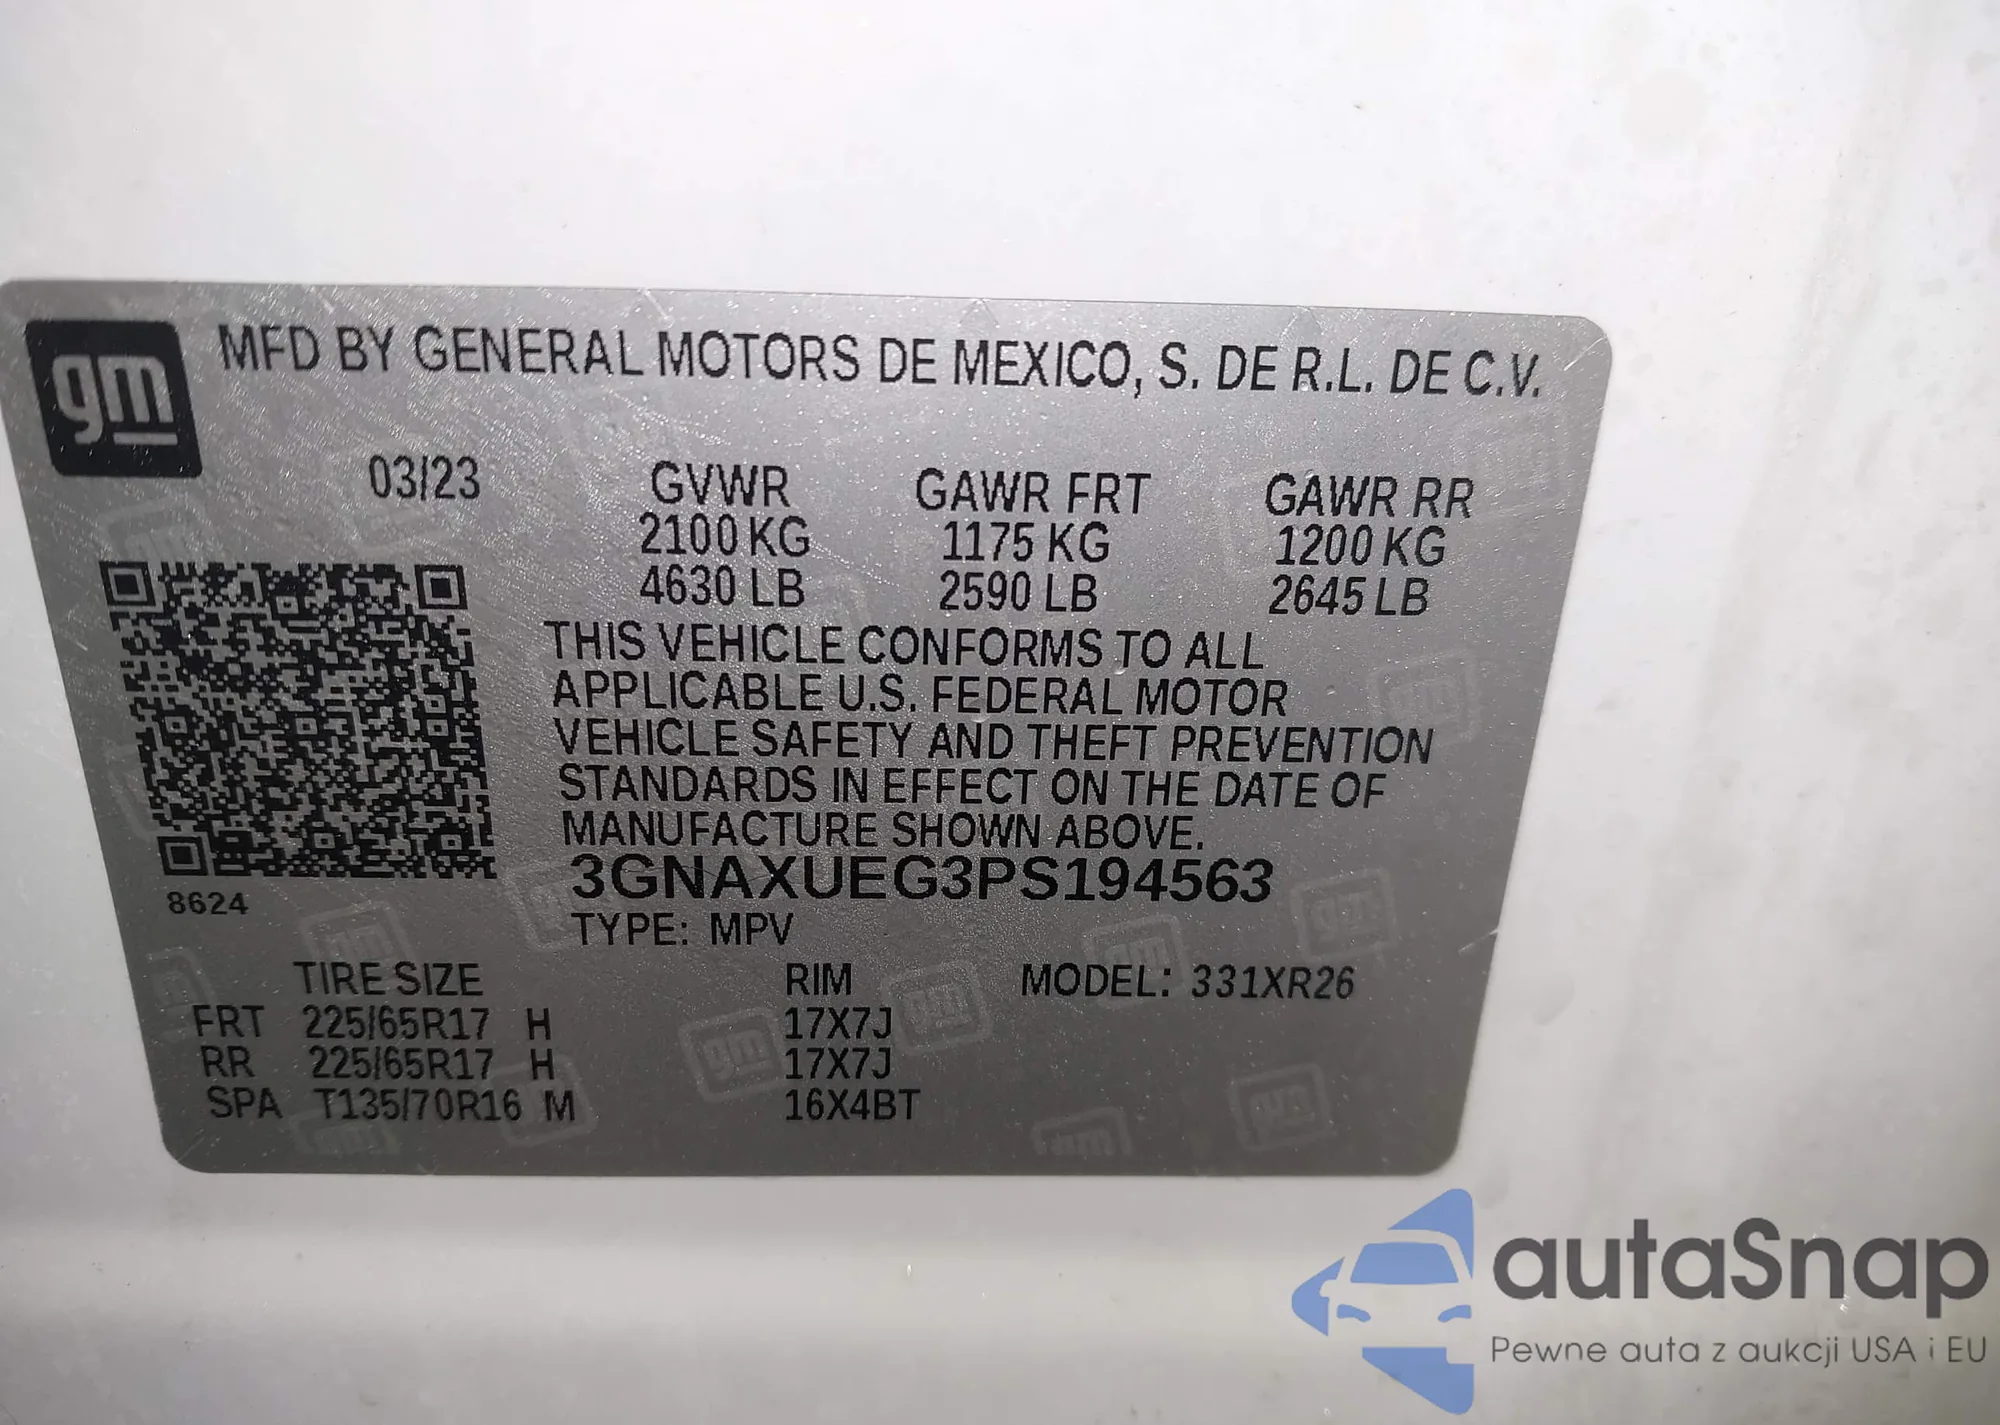 gm
MFD BY GENERAL MOTORS DE MEXICO, S. DE R.L. DE C.V.
03/23 GVWR GAWR FRT GAWR RR
2100 KG 1175 KG 1200 KG
4630 LB 2590 LB 2645 LB
THIS VEHICLE CONFORMS TO ALL
APPLICABLE U.S. FEDERAL MOTOR
VEHICLE SAFETY AND THEFT PREVENTION
STANDARDS IN EFFECT ON THE DATE OF
MANUFACTURE SHOWN ABOVE.
3GNAXUEG3PS194563
8624
TYPE: MPV
TIRE SIZE RIM MODEL: 331XR26
FRT 225/65R17 H 17X7J
RR 225/65R17 H 17X7J
SPA T135/70R16 M 16X4BT
autaSnap
Pewne auta z aukcji USA i EU